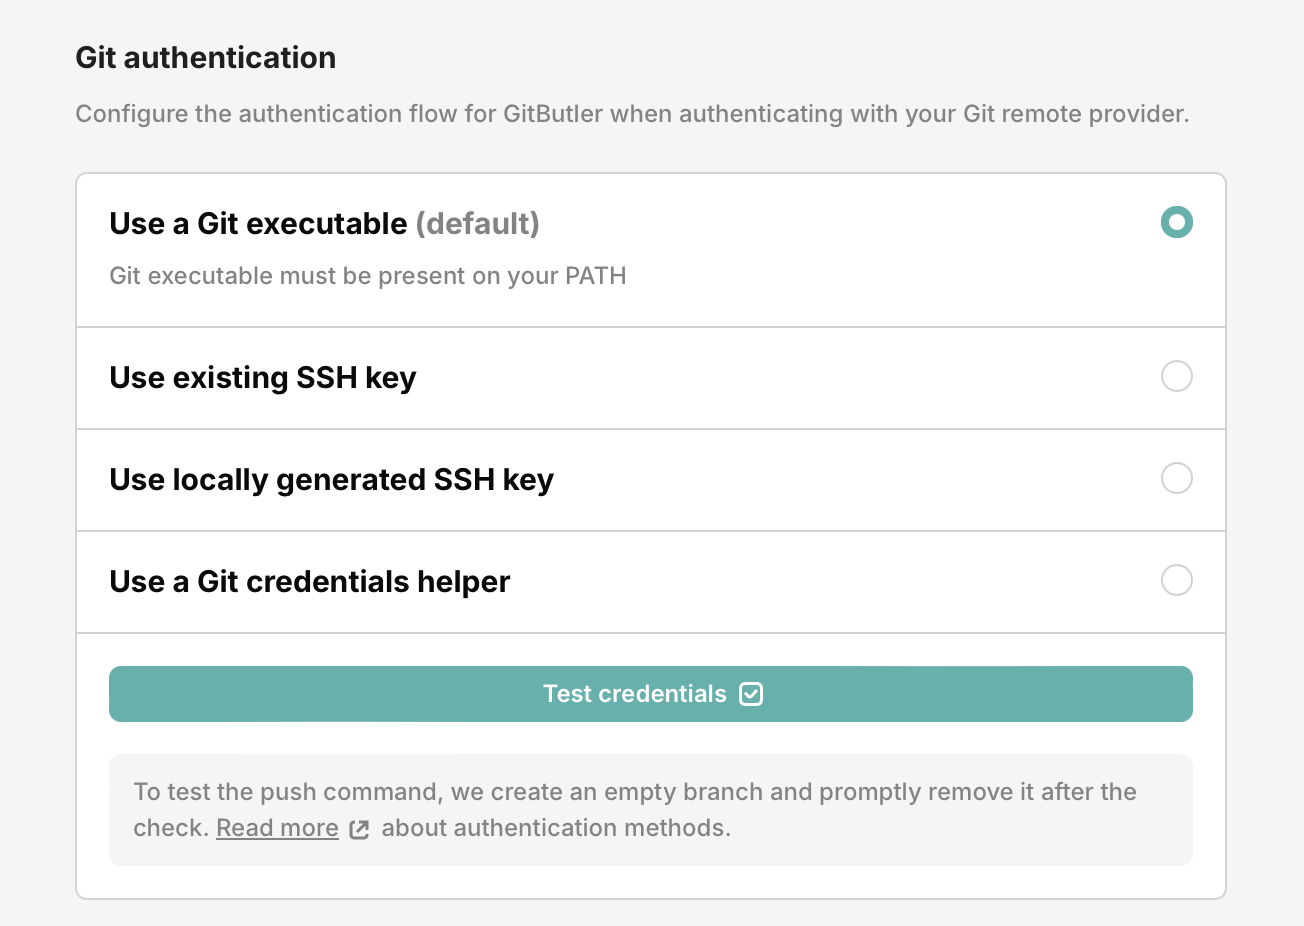 Git authentication
Configure the authentication flow for GitButler when authenticating with your Git remote provider.
Use a Git executable (default)
Git executable must be present on your PATH
Use existing SSH key
Use locally generated SSH key
Use a Git credentials helper
Test credentials
To test the push command, we create an empty branch and promptly remove it after the
check. Read more about authentication methods.